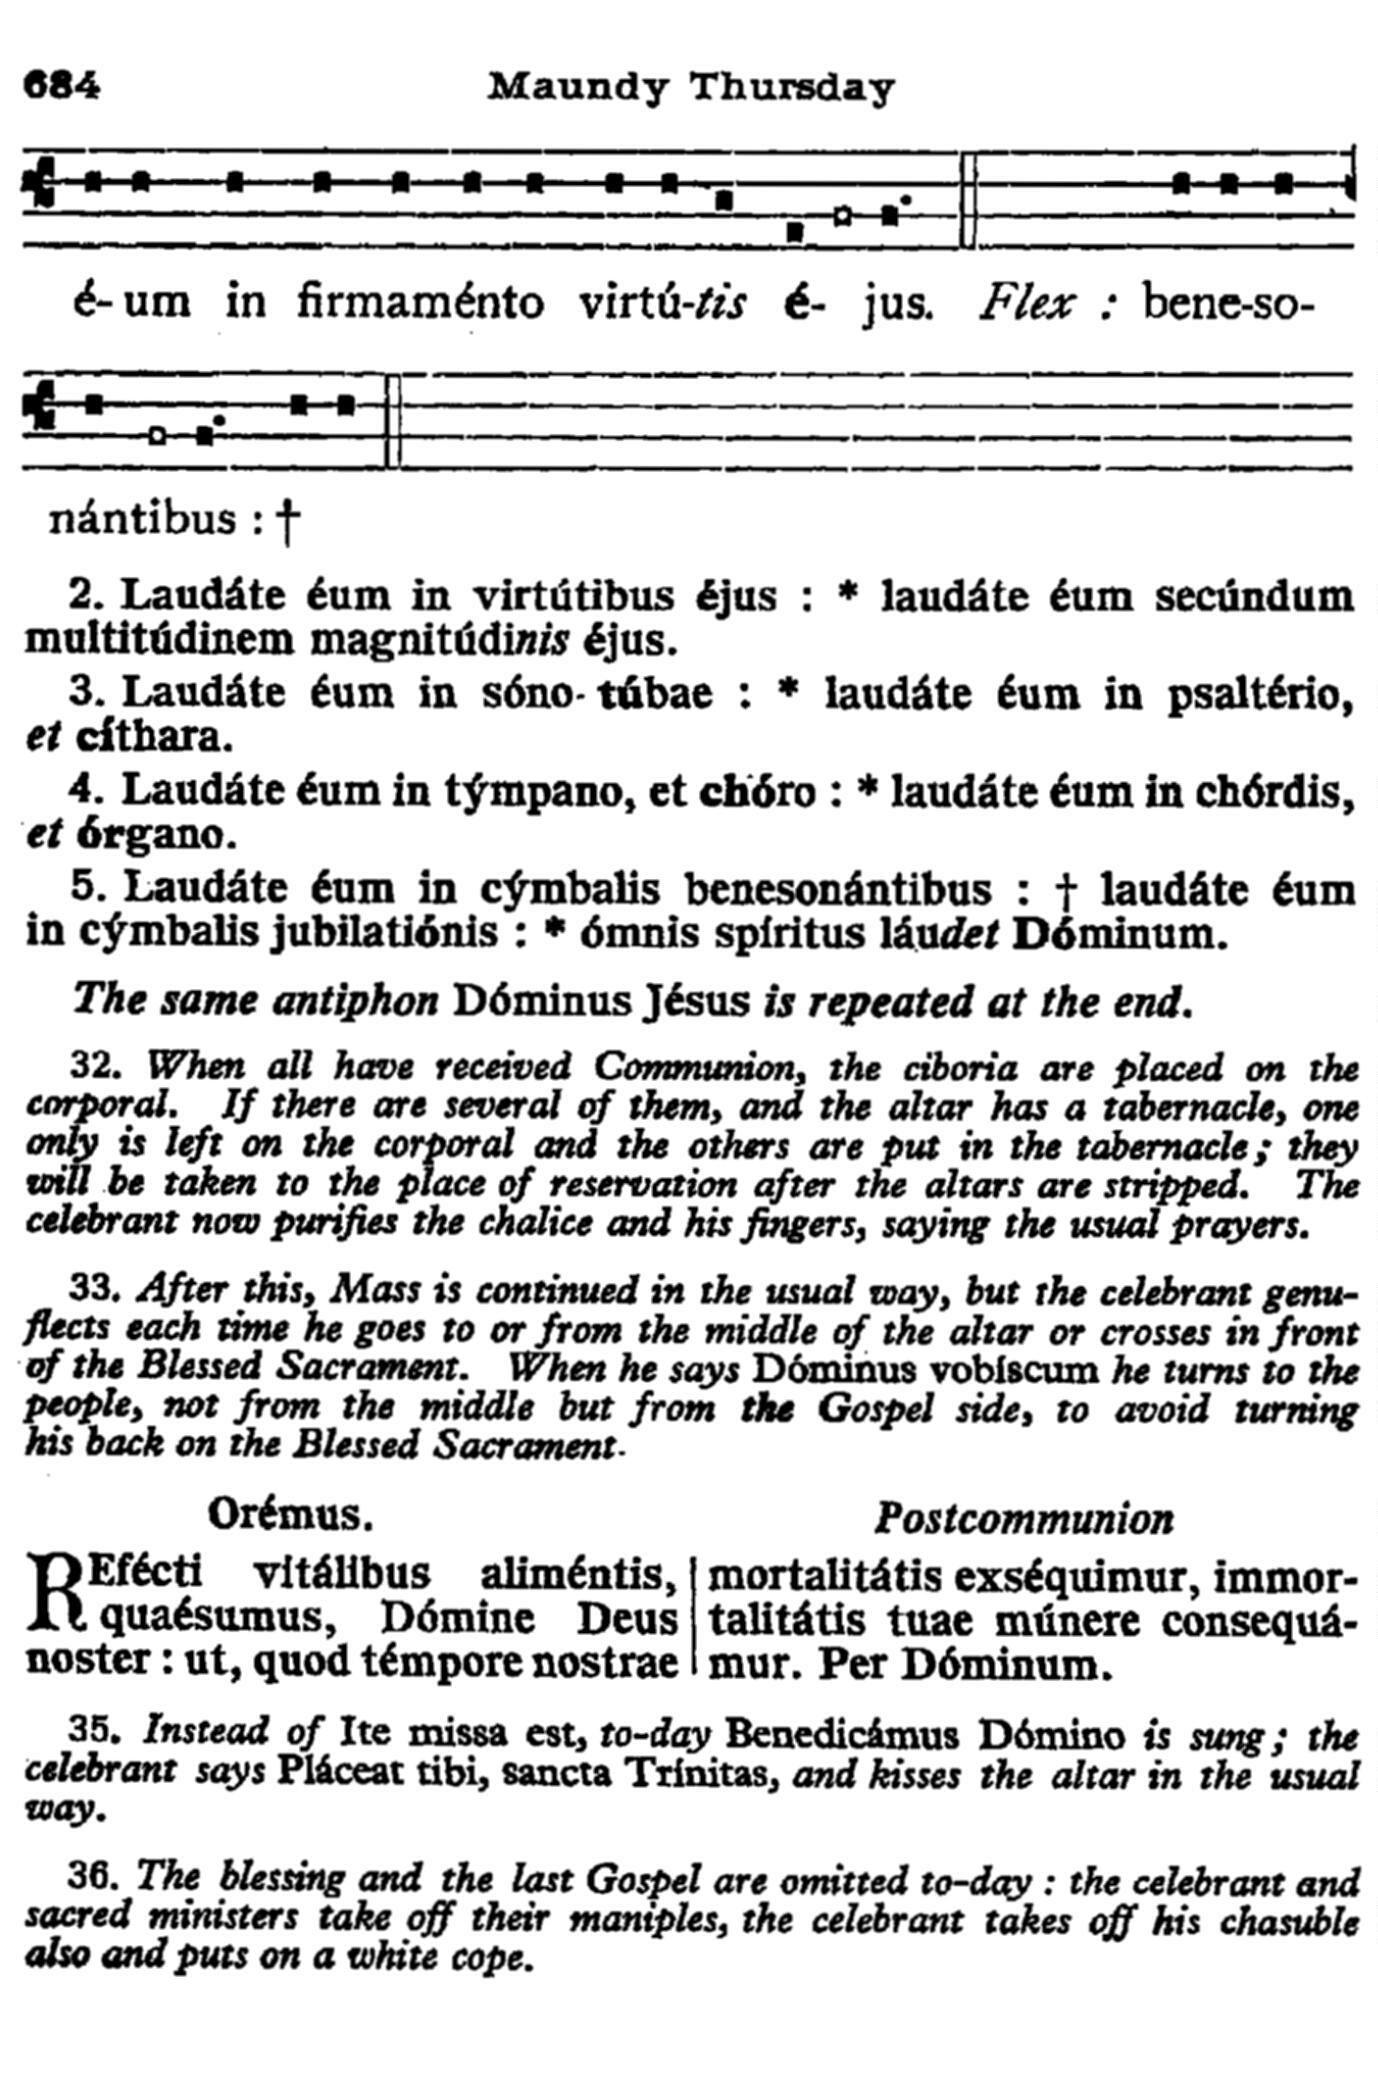 684 Maundy Thursday
é- um in firmaménto virtú-tis é- jus. Flex : bene-so-
nántibus : †
2. Laudáte éum in virtútibus éjus : * laudáte éum secúndum
multitúdinem magnitúdinis éjus.
3. Laudáte éum in sóno- túbae : * laudáte éum in psaltério,
et cíthara.
4. Laudáte éum in týmpano, et chóro : * laudáte éum in chórdis,
et órgano.
5. Laudáte éum in cýmbalis benesonántibus : † laudáte éum
in cýmbalis jubilatiónis : * ómnis spíritus láudet Dóminum.
The same antiphon Dóminus Jésus is repeated at the end.
32. When all have received Communion, the ciboria are placed on the
corporal. If there are several of them, and the altar has a tabernacle, one
only is left on the corporal and the others are put in the tabernacle ; they
will be taken to the place of reservation after the altars are stripped. The
celebrant now purifies the chalice and his fingers, saying the usual prayers.
33. After this, Mass is continued in the usual way, but the celebrant genu-
flects each time he goes to or from the middle of the altar or crosses in front
of the Blessed Sacrament. When he says Dóminus vobíscum he turns to the
people, not from the middle but from the Gospel side, to avoid turning
his back on the Blessed Sacrament.
Orémus. Postcommunion
REfécti vitálibus aliméntis,
quaésumus, Dómine Deus
noster : ut, quod témpore nostrae
mortalitátis exséquimur, immor-
talitátis tuae múnere consequá-
mur. Per Dóminum.
35. Instead of Ite missa est, to-day Benedicámus Dómino is sung ; the
celebrant says Pláceat tibi, sancta Trínitas, and kisses the altar in the usual
way.
36. The blessing and the last Gospel are omitted to-day : the celebrant and
sacred ministers take off their maniples, the celebrant takes off his chasuble
also and puts on a white cope.